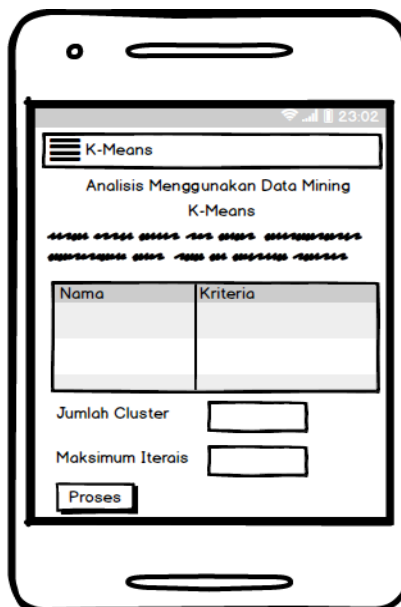 23:02
K-Means
Analisis Menggunakan Data Mining
K-Means
Nama Kriteria
Jumlah Cluster
Maksimum Iterais
Proses